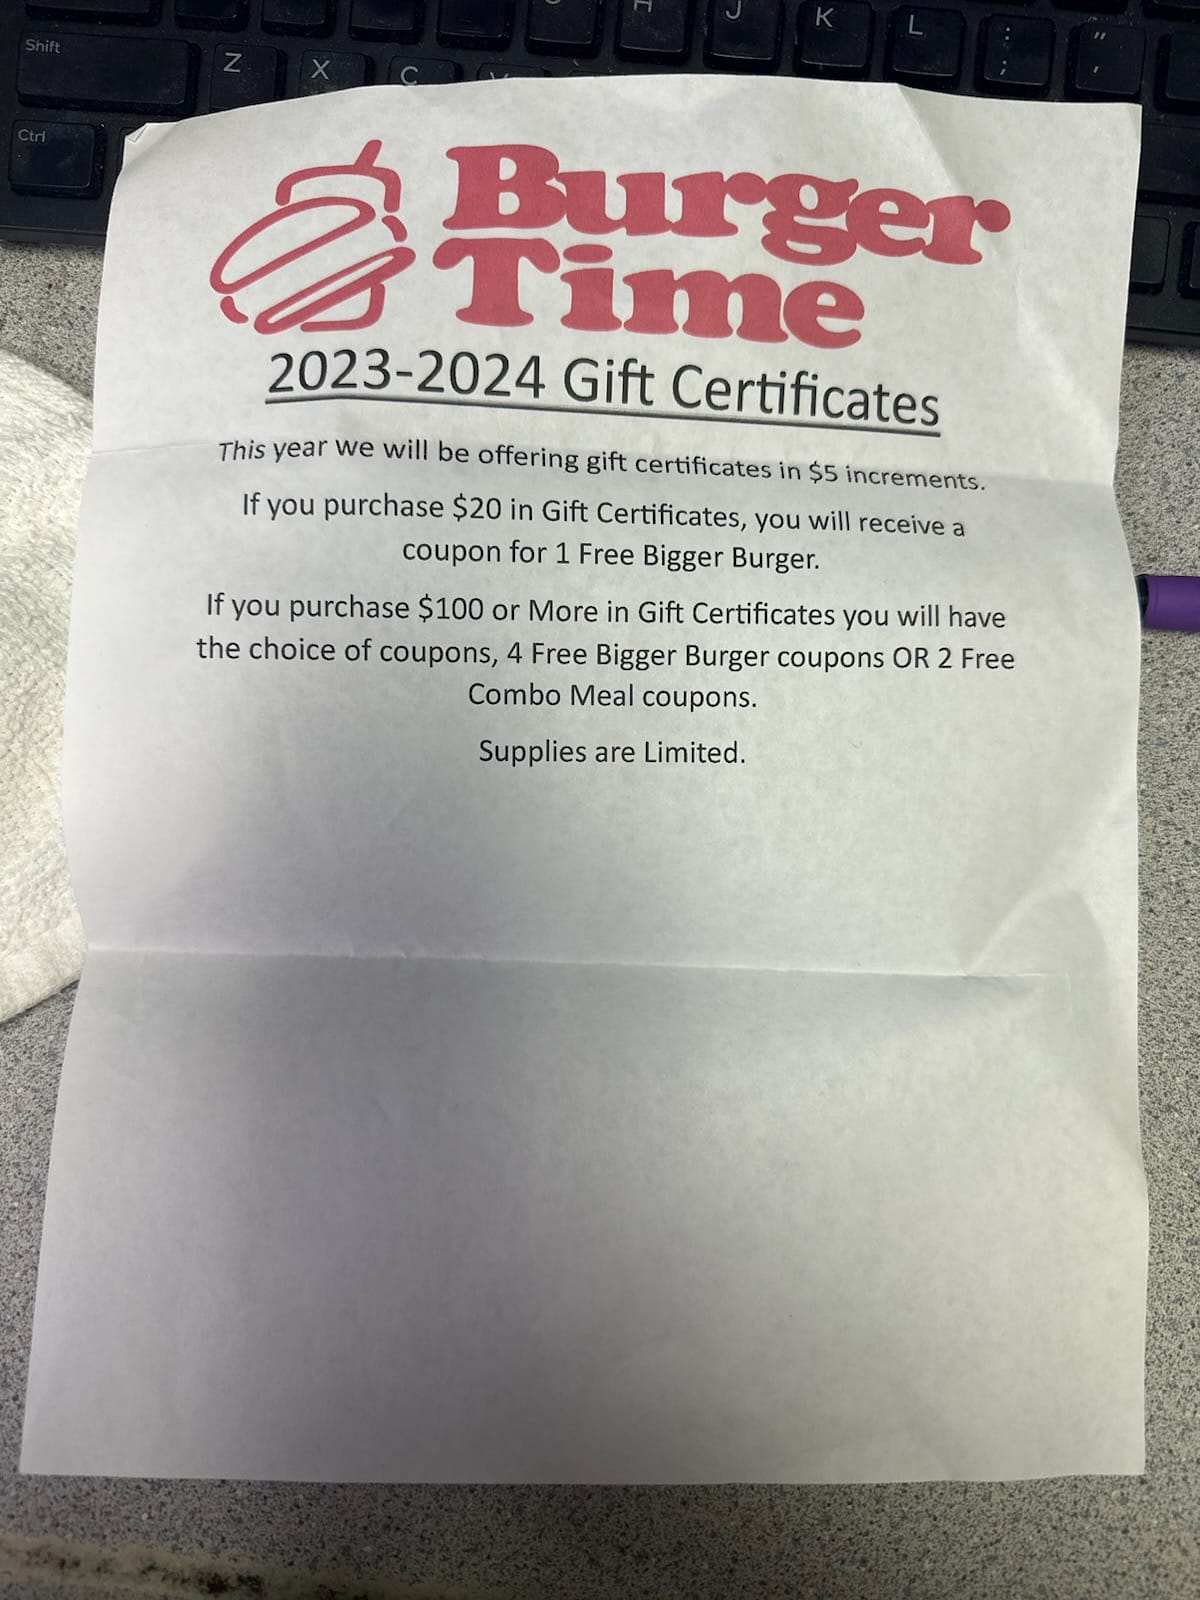 H J K L : ;
" '
Shift Z X C
Ctrl
Burger
Time
2023-2024 Gift Certificates
This year we will be offering gift certificates in $5 increments.
If you purchase $20 in Gift Certificates, you will receive a
coupon for 1 Free Bigger Burger.
If you purchase $100 or More in Gift Certificates you will have
the choice of coupons, 4 Free Bigger Burger coupons OR 2 Free
Combo Meal coupons.
Supplies are Limited.